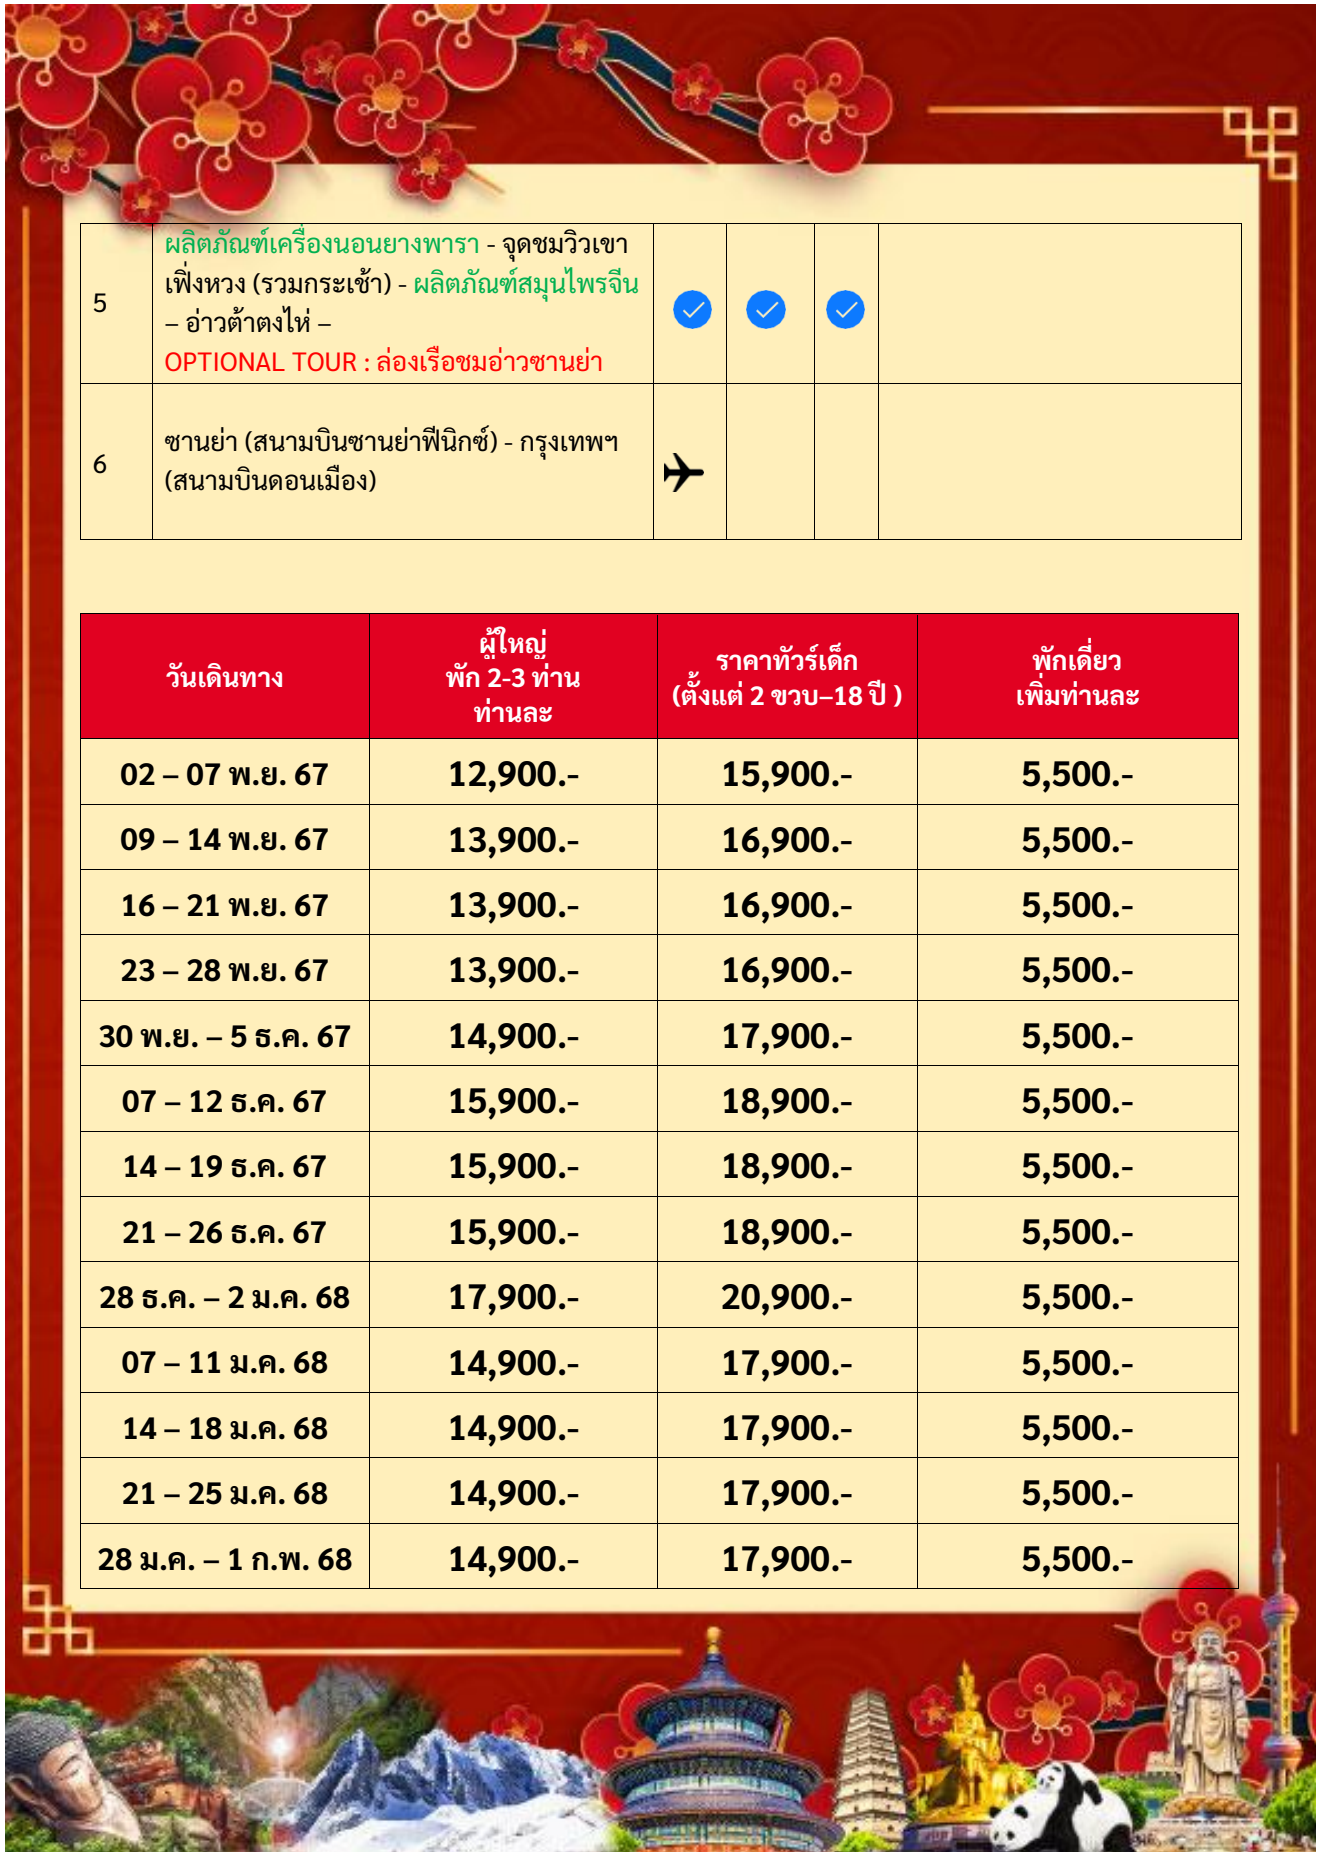 5
ผลิตภัณฑ์เครื่องนอนยางพารา - จุดชมวิวเขา
เฟิ่งหวง (รวมกระเช้า) - ผลิตภัณฑ์สมุนไพรจีน
– อ่าวต้าตงไห่ –
OPTIONAL TOUR : ล่องเรือชมอ่าวซานย่า
6
ซานย่า (สนามบินซานย่าฟีนิกซ์) - กรุงเทพฯ
(สนามบินดอนเมือง)
วันเดินทาง
ผู้ใหญ่
พัก 2-3 ท่าน
ท่านละ
ราคาทัวร์เด็ก
(ตั้งแต่ 2 ขวบ–18 ปี )
พักเดี่ยว
เพิ่มท่านละ
02 – 07 พ.ย. 67 12,900.- 15,900.- 5,500.-
09 – 14 พ.ย. 67 13,900.- 16,900.- 5,500.-
16 – 21 พ.ย. 67 13,900.- 16,900.- 5,500.-
23 – 28 พ.ย. 67 13,900.- 16,900.- 5,500.-
30 พ.ย. – 5 ธ.ค. 67 14,900.- 17,900.- 5,500.-
07 – 12 ธ.ค. 67 15,900.- 18,900.- 5,500.-
14 – 19 ธ.ค. 67 15,900.- 18,900.- 5,500.-
21 – 26 ธ.ค. 67 15,900.- 18,900.- 5,500.-
28 ธ.ค. – 2 ม.ค. 68 17,900.- 20,900.- 5,500.-
07 – 11 ม.ค. 68 14,900.- 17,900.- 5,500.-
14 – 18 ม.ค. 68 14,900.- 17,900.- 5,500.-
21 – 25 ม.ค. 68 14,900.- 17,900.- 5,500.-
28 ม.ค. – 1 ก.พ. 68 14,900.- 17,900.- 5,500.-